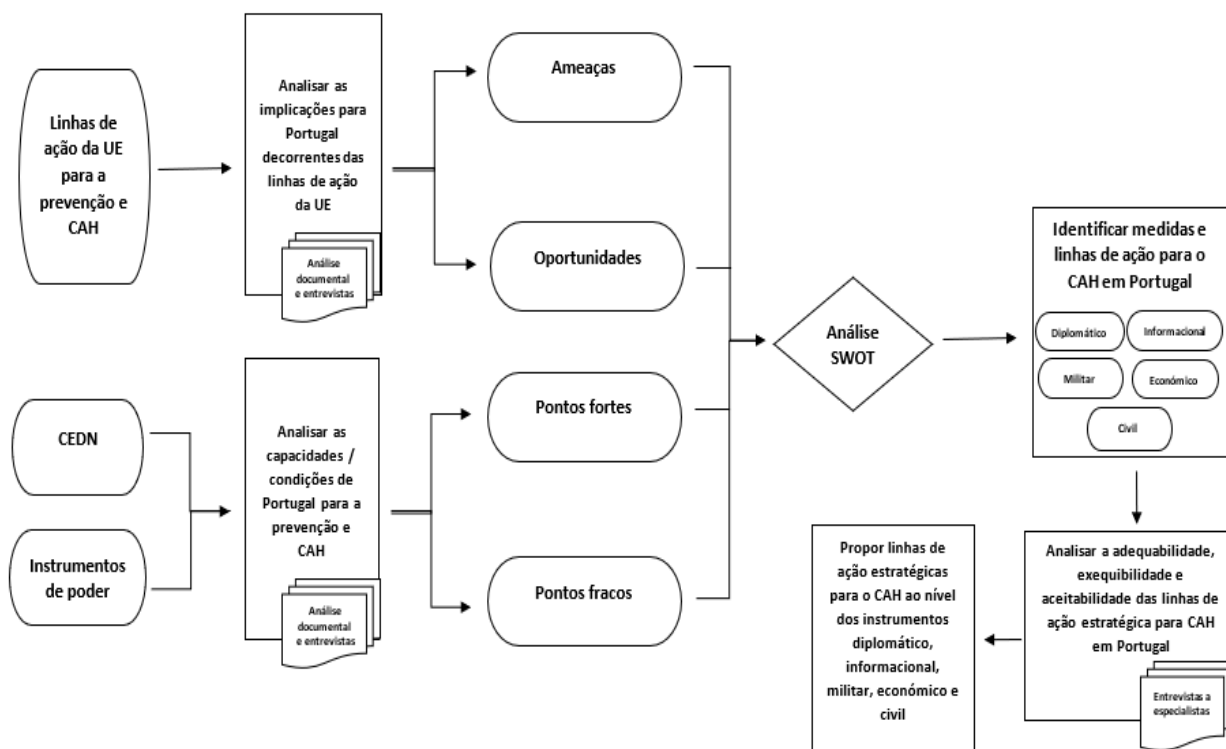 Linhas de
ação da UE
para a
prevenção e
CAH
Analisar as
implicações para
Portugal
decorrentes das
linhas de ação
da UE
Análise
documental
e entrevistas
Ameaças
Oportunidades
CEDN
Instrumentos
de poder
Analisar as
capacidades /
condições de
Portugal para a
prevenção e
CAH
Análise
documental
e entrevistas
Pontos fortes
Pontos fracos
Análise
SWOT
Identificar medidas e
linhas de ação para o
CAH em Portugal
Diplomático
Informacional
Militar
Económico
Civil
Analisar a adequabilidade,
exequibilidade e
aceitabilidade das linhas de
ação estratégica para CAH
em Portugal
Entrevistas a
especialistas
Propor linhas de
ação estratégicas
para o CAH ao nível
dos instrumentos
diplomático,
informacional,
militar, económico e
civil